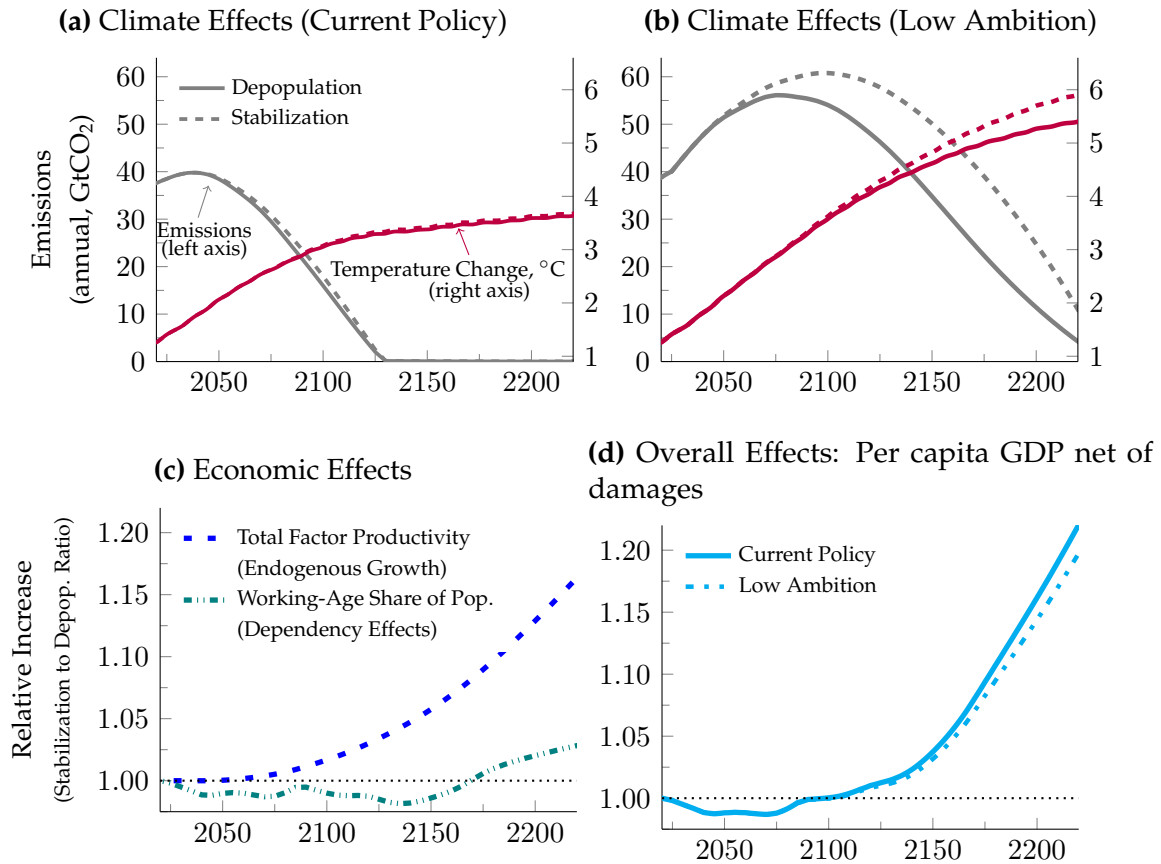 (a) Climate Effects (Current Policy)
60
50
40
30
20
10
0
Emissions
(annual, GtCO₂)
Depopulation
Stabilization
Emissions
(left axis)
Temperature Change, °C
(right axis)
6
5
4
3
2
1
2050 2100 2150 2200
(b) Climate Effects (Low Ambition)
60
50
40
30
20
10
0
6
5
4
3
2
1
2050 2100 2150 2200
(c) Economic Effects
Relative Increase
(Stabilization to Depop. Ratio)
1.20
1.15
1.10
1.05
1.00
Total Factor Productivity
(Endogenous Growth)
Working-Age Share of Pop.
(Dependency Effects)
2050 2100 2150 2200
(d) Overall Effects: Per capita GDP net of
damages
1.20
1.15
1.10
1.05
1.00
Current Policy
Low Ambition
2050 2100 2150 2200